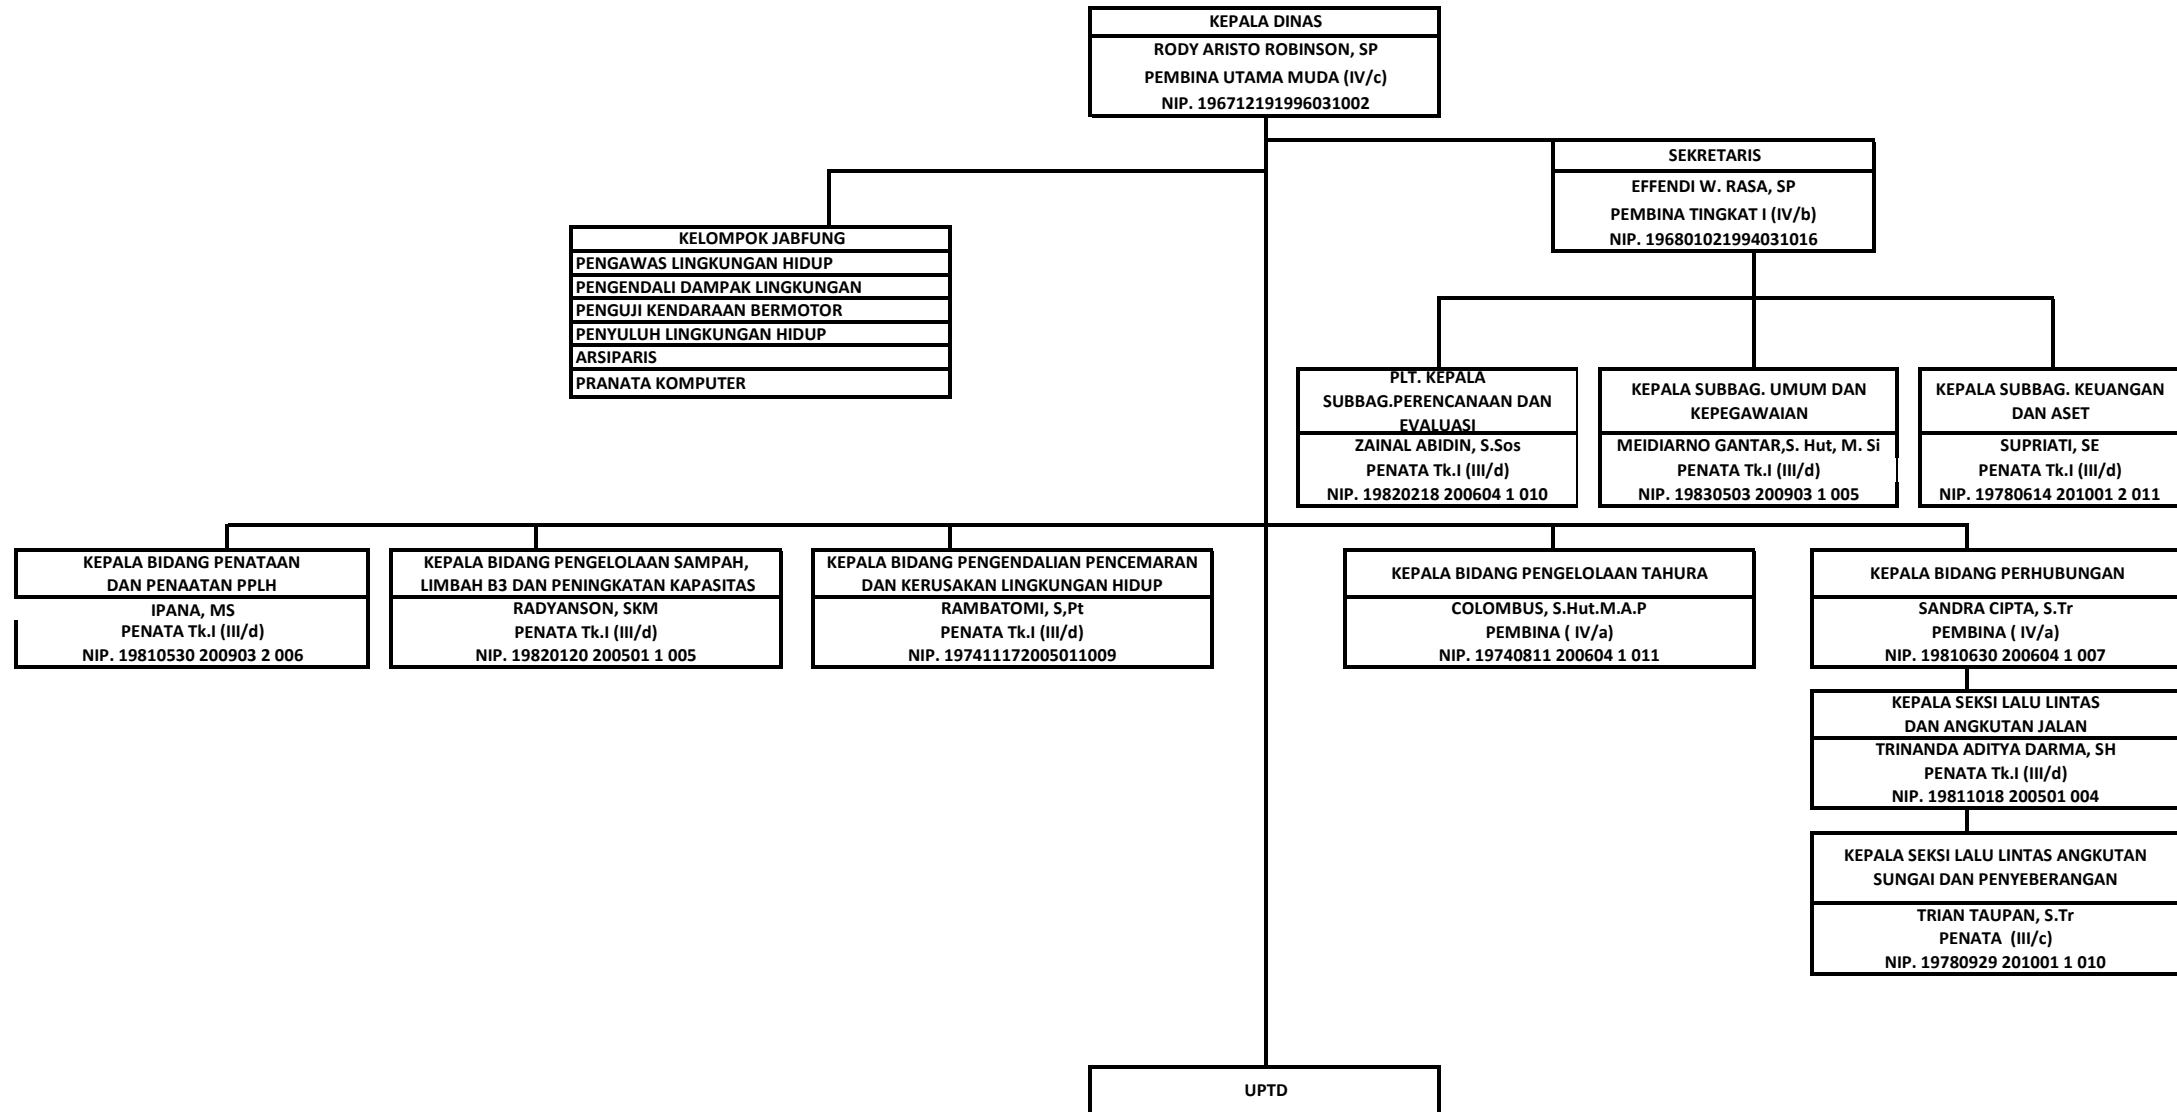 KEPALA DINAS
RODY ARISTO ROBINSON, SP
PEMBINA UTAMA MUDA (IV/c)
NIP. 196712191996031002
SEKRETARIS
EFFENDI W. RASA, SP
PEMBINA TINGKAT I (IV/b)
NIP. 196801021994031016
KELOMPOK JABFUNG
PENGAWAS LINGKUNGAN HIDUP
PENGENDALI DAMPAK LINGKUNGAN
PENGUJI KENDARAAN BERMOTOR
PENYULUH LINGKUNGAN HIDUP
ARSIPARIS
PRANATA KOMPUTER
PLT. KEPALA
SUBBAG.PERENCANAAN DAN
EVALUASI
ZAINAL ABIDIN, S.Sos
PENATA Tk.I (III/d)
NIP. 19820218 200604 1 010
KEPALA SUBBAG. UMUM DAN
KEPEGAWAIAN
MEIDIARNO GANTAR,S. Hut, M. Si
PENATA Tk.I (III/d)
NIP. 19830503 200903 1 005
KEPALA SUBBAG. KEUANGAN
DAN ASET
SUPRIATI, SE
PENATA Tk.I (III/d)
NIP. 19780614 201001 2 011
KEPALA BIDANG PENATAAN
DAN PENAATAN PPLH
IPANA, MS
PENATA Tk.I (III/d)
NIP. 19810530 200903 2 006
KEPALA BIDANG PENGELOLAAN SAMPAH,
LIMBAH B3 DAN PENINGKATAN KAPASITAS
RADYANSON, SKM
PENATA Tk.I (III/d)
NIP. 19820120 200501 1 005
KEPALA BIDANG PENGENDALIAN PENCEMARAN
DAN KERUSAKAN LINGKUNGAN HIDUP
RAMBATOMI, S,Pt
PENATA Tk.I (III/d)
NIP. 197411172005011009
KEPALA BIDANG PENGELOLAAN TAHURA
COLOMBUS, S.Hut.M.A.P
PEMBINA ( IV/a)
NIP. 19740811 200604 1 011
KEPALA BIDANG PERHUBUNGAN
SANDRA CIPTA, S.Tr
PEMBINA ( IV/a)
NIP. 19810630 200604 1 007
KEPALA SEKSI LALU LINTAS
DAN ANGKUTAN JALAN
TRINANDA ADITYA DARMA, SH
PENATA Tk.I (III/d)
NIP. 19811018 200501 004
KEPALA SEKSI LALU LINTAS ANGKUTAN
SUNGAI DAN PENYEBERANGAN
TRIAN TAUPAN, S.Tr
PENATA  (III/c)
NIP. 19780929 201001 1 010
UPTD